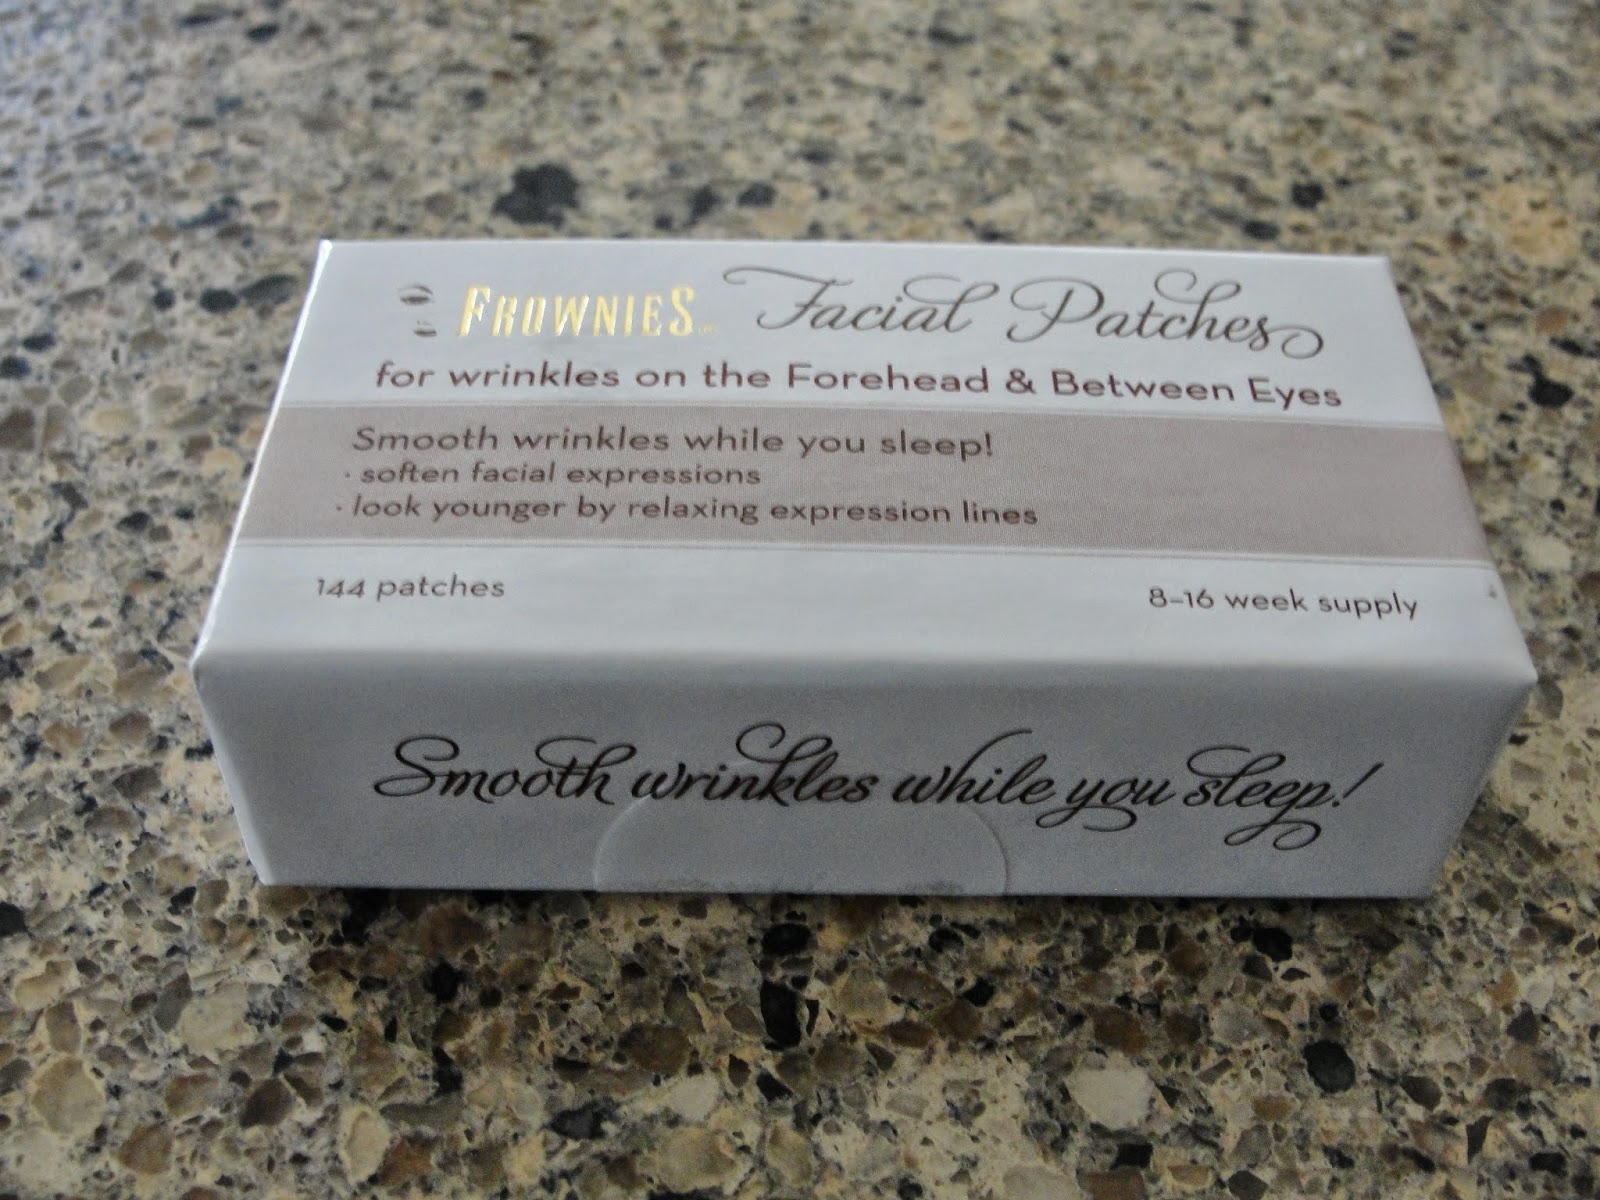 FROWNIES Facial Patches
for wrinkles on the Forehead & Between Eyes
Smooth wrinkles while you sleep!
· soften facial expressions
· look younger by relaxing expression lines
144 patches
8–16 week supply
Smooth wrinkles while you sleep!